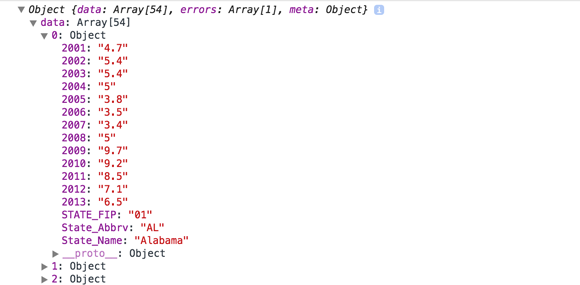 Object {data: Array[54], errors: Array[1], meta: Object} i
data: Array[54]
0: Object
2001: "4.7"
2002: "5.4"
2003: "5.4"
2004: "5"
2005: "3.8"
2006: "3.5"
2007: "3.4"
2008: "5"
2009: "9.7"
2010: "9.2"
2011: "8.5"
2012: "7.1"
2013: "6.5"
STATE_FIP: "01"
State_Abbrv: "AL"
State_Name: "Alabama"
__proto__: Object
1: Object
2: Object